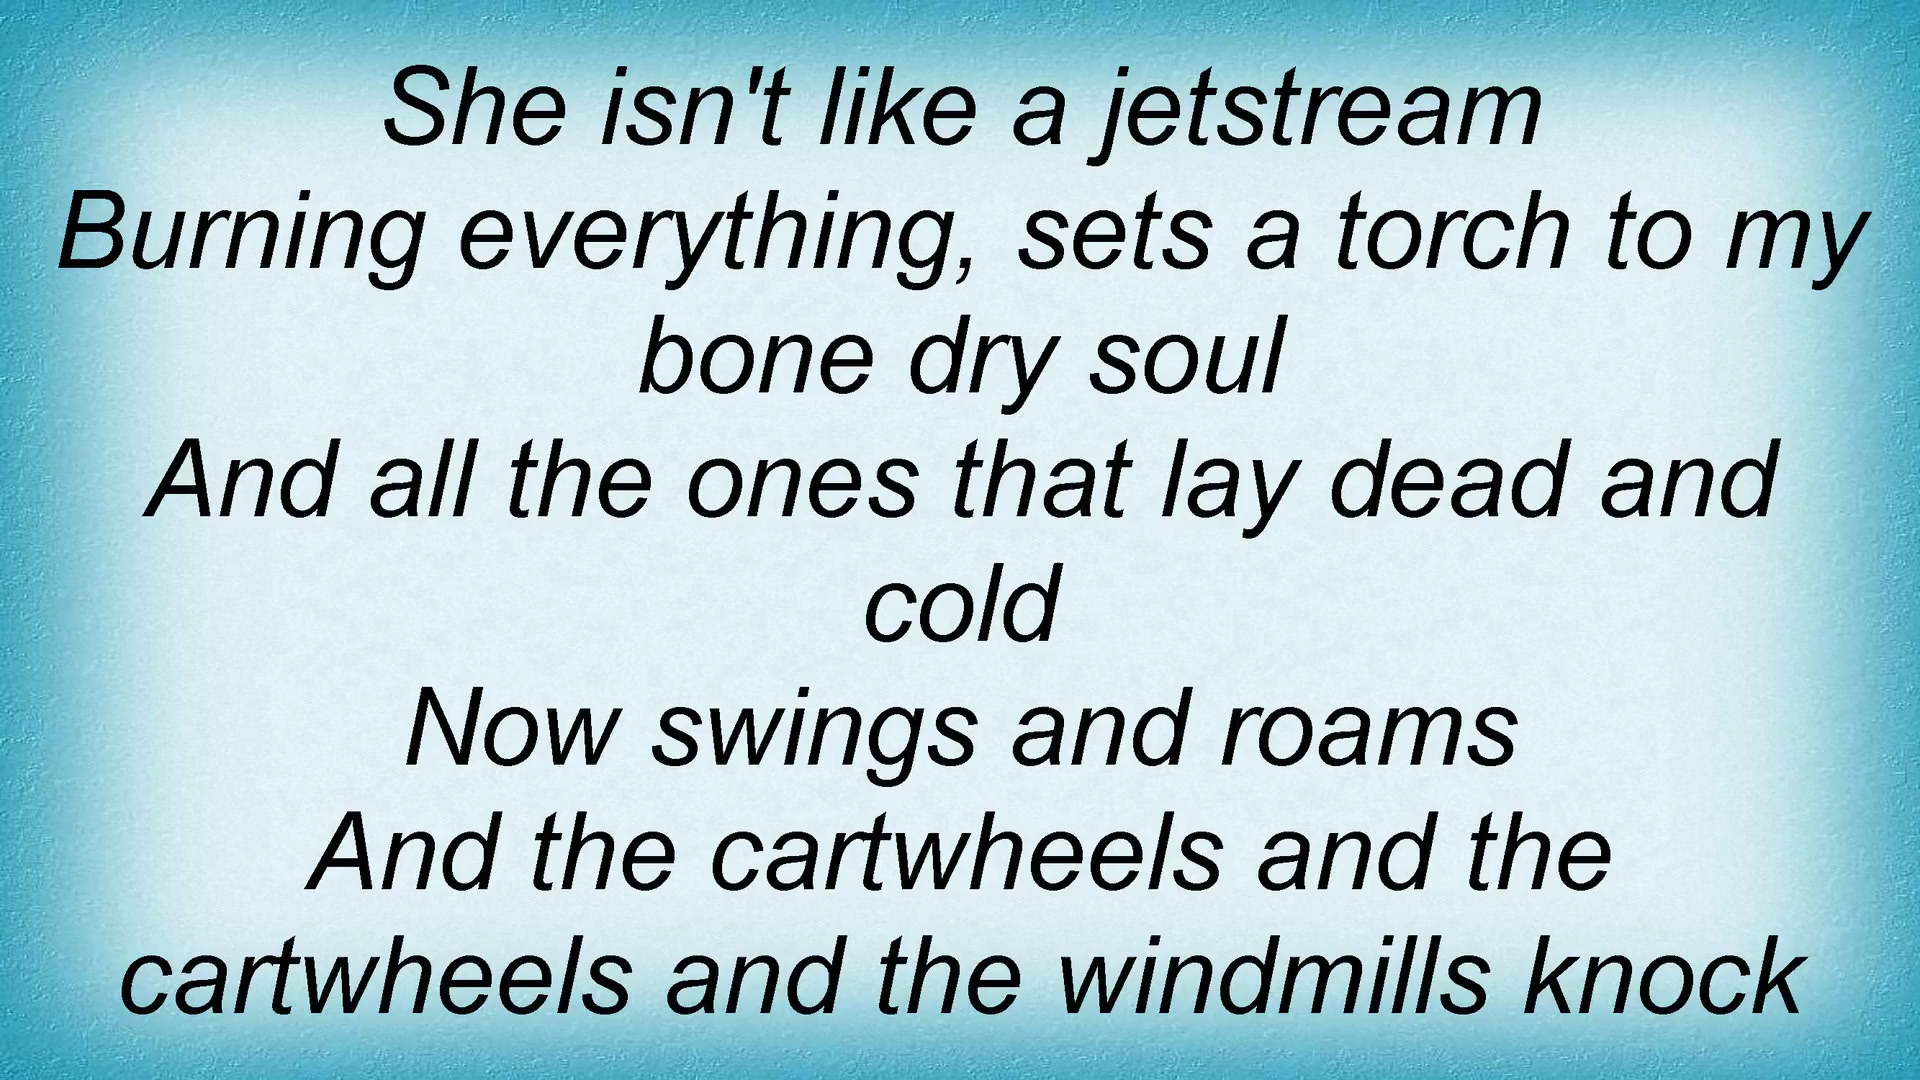 She isn't like a jetstream
Burning everything, sets a torch to my
bone dry soul
And all the ones that lay dead and
cold
Now swings and roams
And the cartwheels and the
cartwheels and the windmills knock